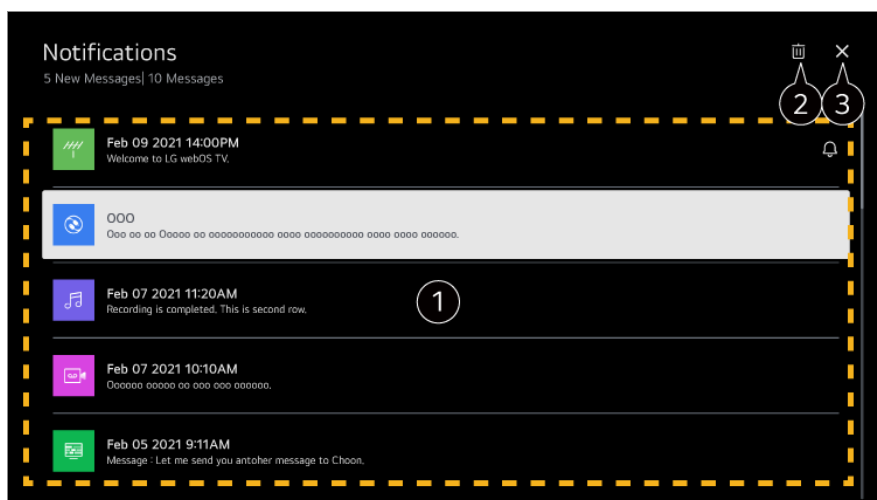 Notifications
5 New Messages| 10 Messages
2
3
Feb 09 2021 14:00PM
Welcome to LG webOS TV.
OOO
Ooo oo oo Ooooo oo ooooooooooo oooo oooooooooo oooo oooo oooooo.
Feb 07 2021 11:20AM
Recording is completed. This is second row.
1
Feb 07 2021 10:10AM
Oooooo ooooo oo ooo ooo oooooo.
Feb 05 2021 9:11AM
Message : Let me send you antoher message to Choon.